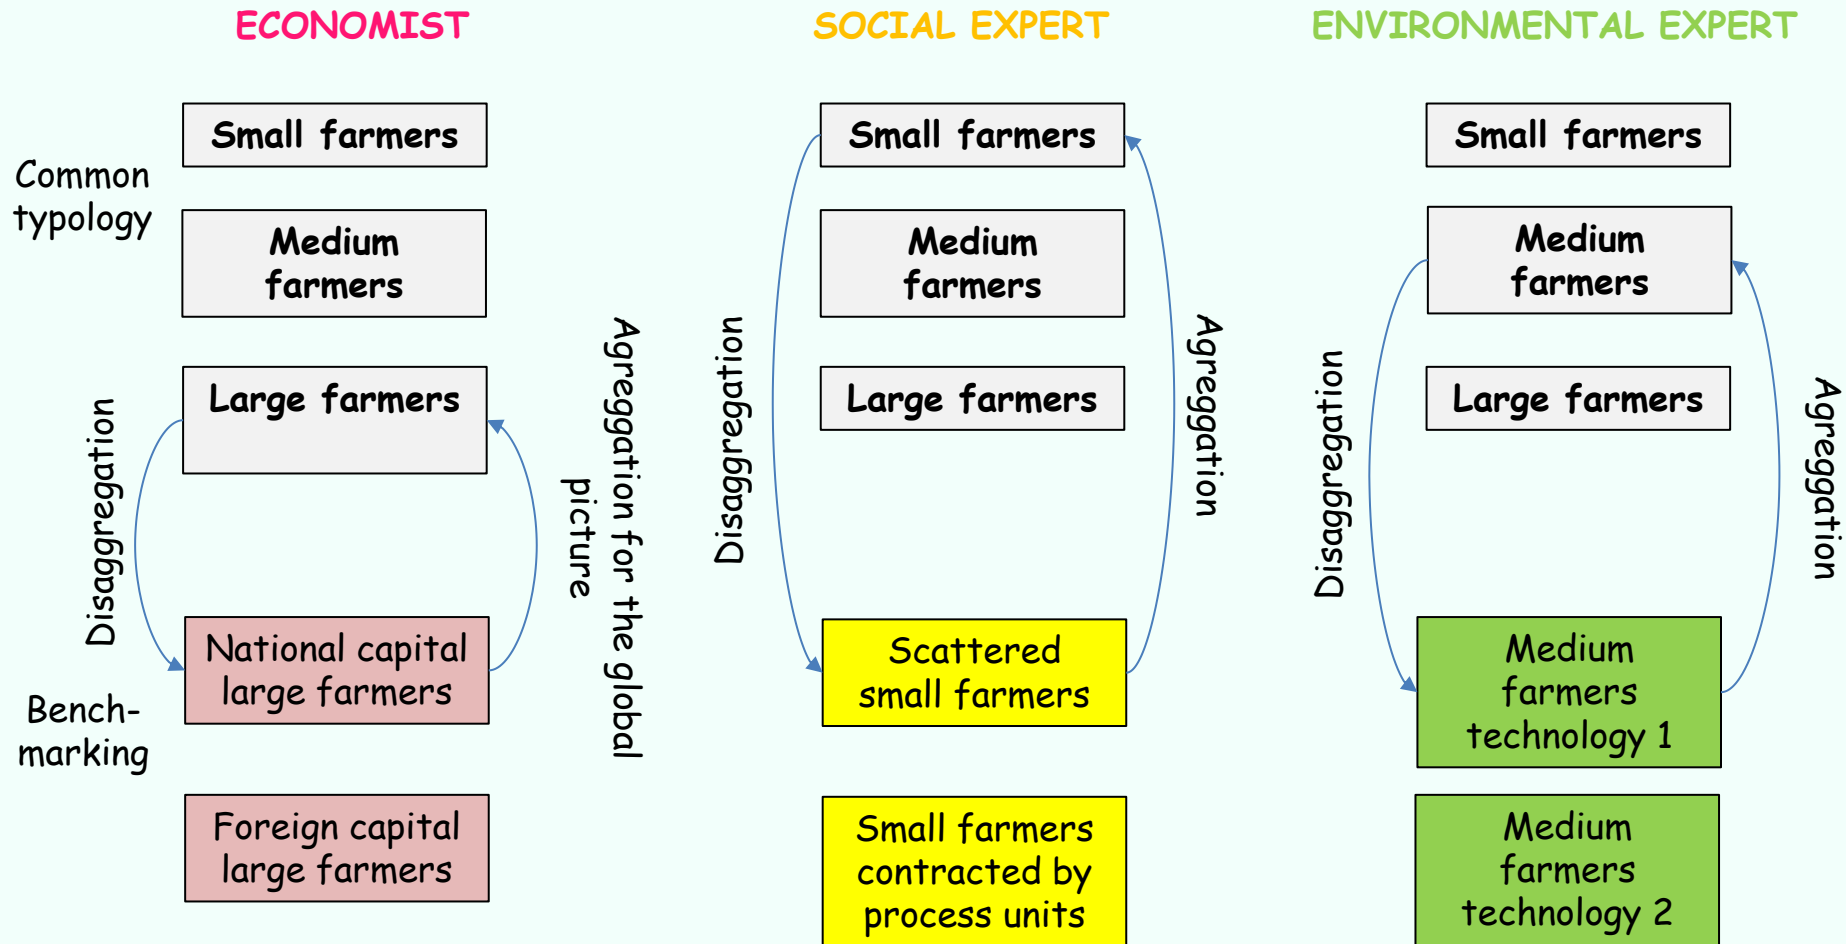 ECONOMIST
SOCIAL EXPERT
ENVIRONMENTAL EXPERT
Common
typology
Small farmers
Medium
farmers
Large farmers
Disaggregation
Agreggation for the global
picture
Bench-
marking
National capital
large farmers
Foreign capital
large farmers
Small farmers
Medium
farmers
Large farmers
Disaggregation
Agreggation
Scattered
small farmers
Small farmers
contracted by
process units
Small farmers
Medium
farmers
Large farmers
Disaggregation
Agreggation
Medium
farmers
technology 1
Medium
farmers
technology 2